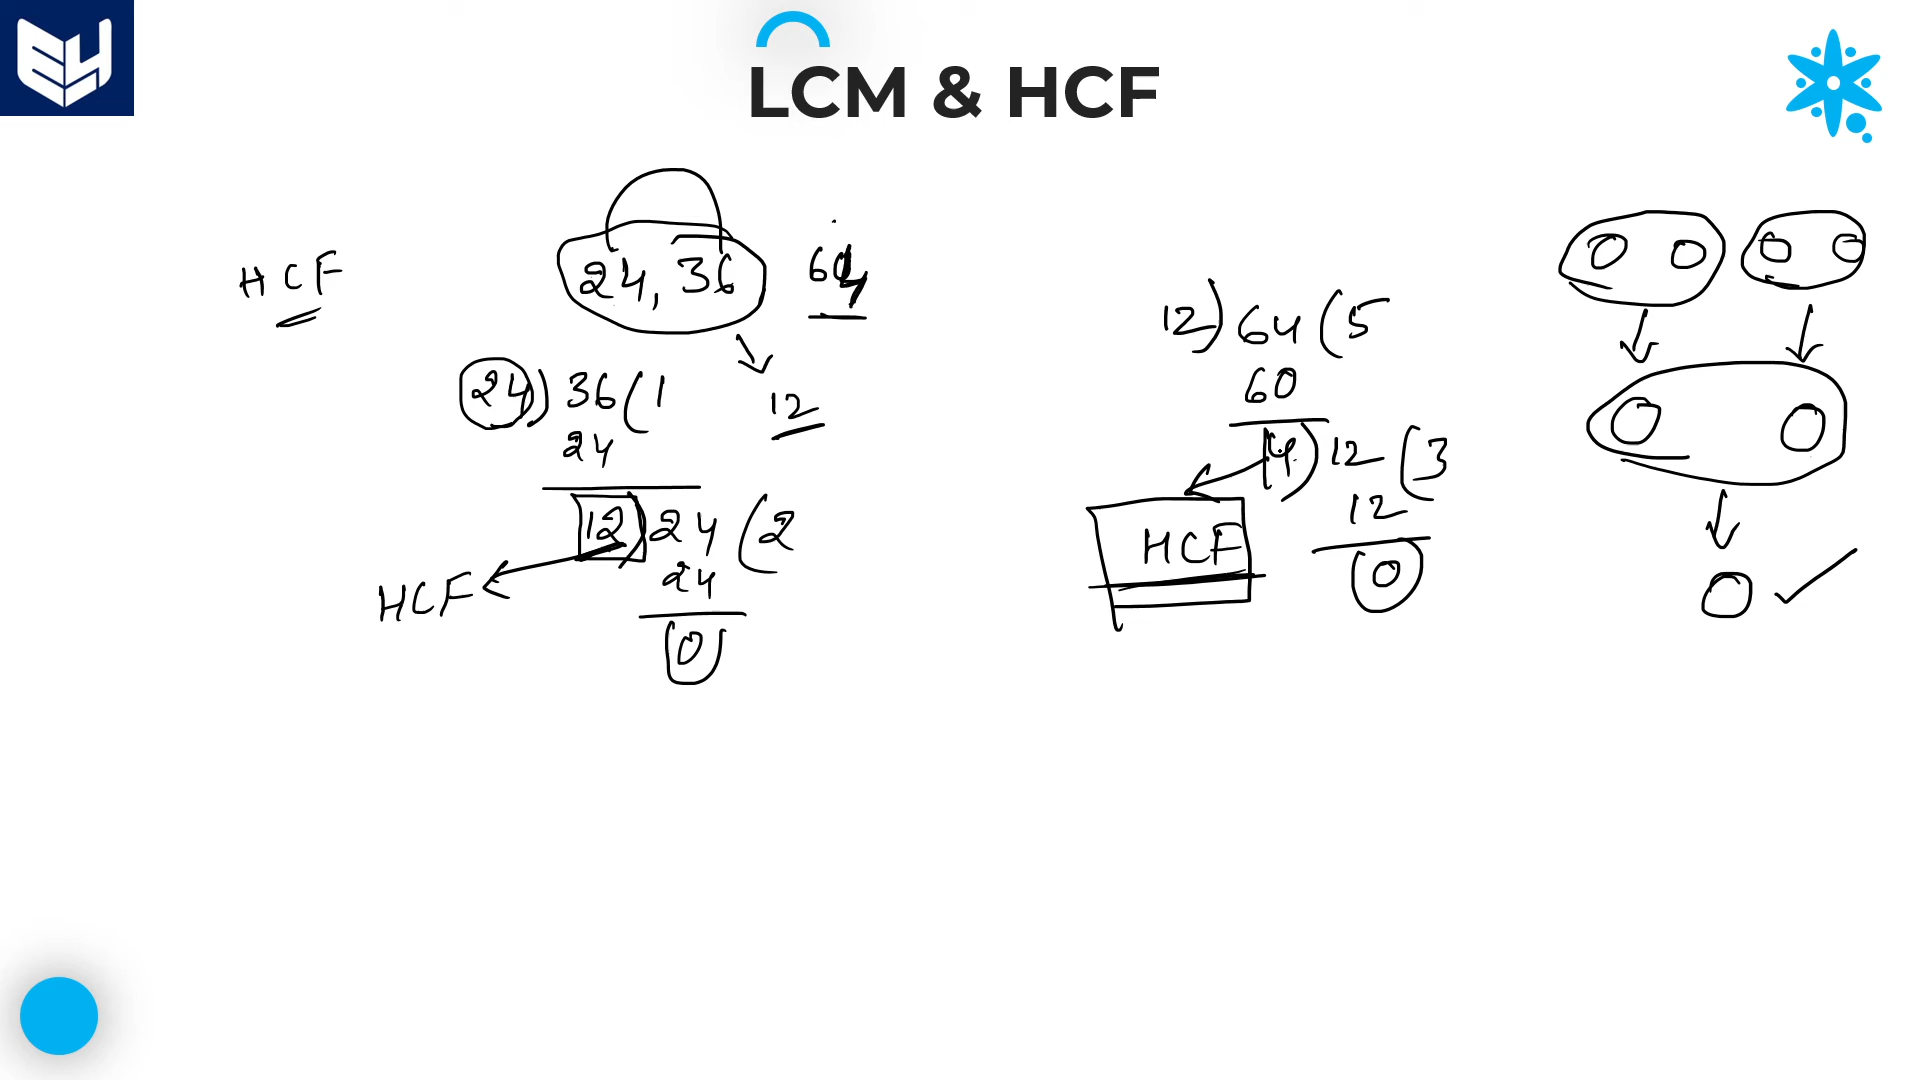 LCM & HCF
HCF
24, 36 64
12
24) 36 (1
24
12) 24 (2
24
0
HCF
12) 64 (5
60
4) 12 (3
12
0
HCF